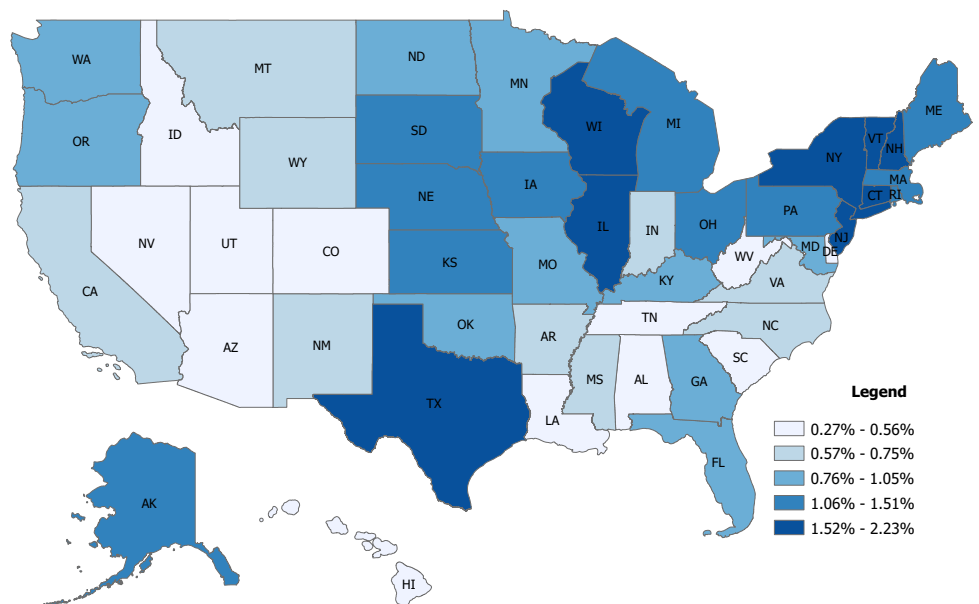 WA
ND
MT
MN
ME
ID
SD
WI
MI
VT
NH
OR
NY
WY
MA
IA
NE
CT RI
PA
IL
IN
OH
NJ
NV
UT
CO
MD
DE
WV
KS
MO
KY
VA
CA
TN
NC
OK
AR
AZ
NM
SC
MS
AL
GA
Legend
TX
LA
0.27% - 0.56%
0.57% - 0.75%
FL
0.76% - 1.05%
AK
1.06% - 1.51%
1.52% - 2.23%
HI